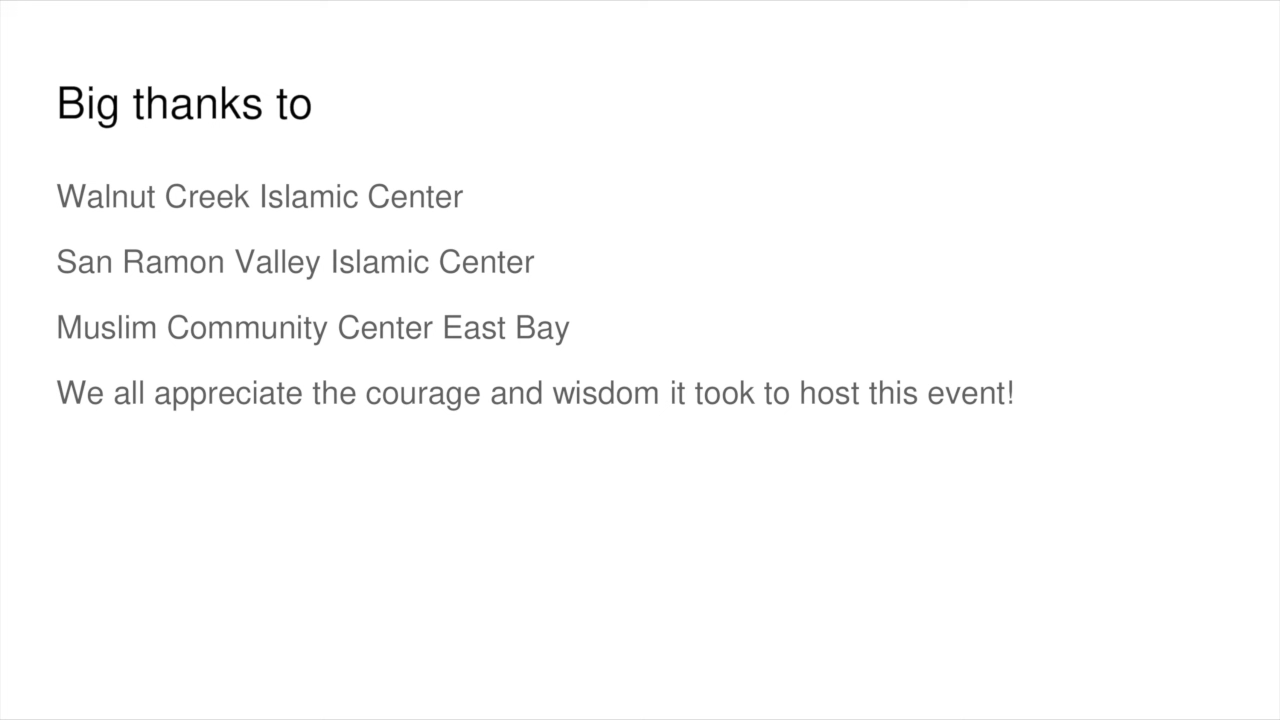 Big thanks to
Walnut Creek Islamic Center
San Ramon Valley Islamic Center
Muslim Community Center East Bay
We all appreciate the courage and wisdom it took to host this event!